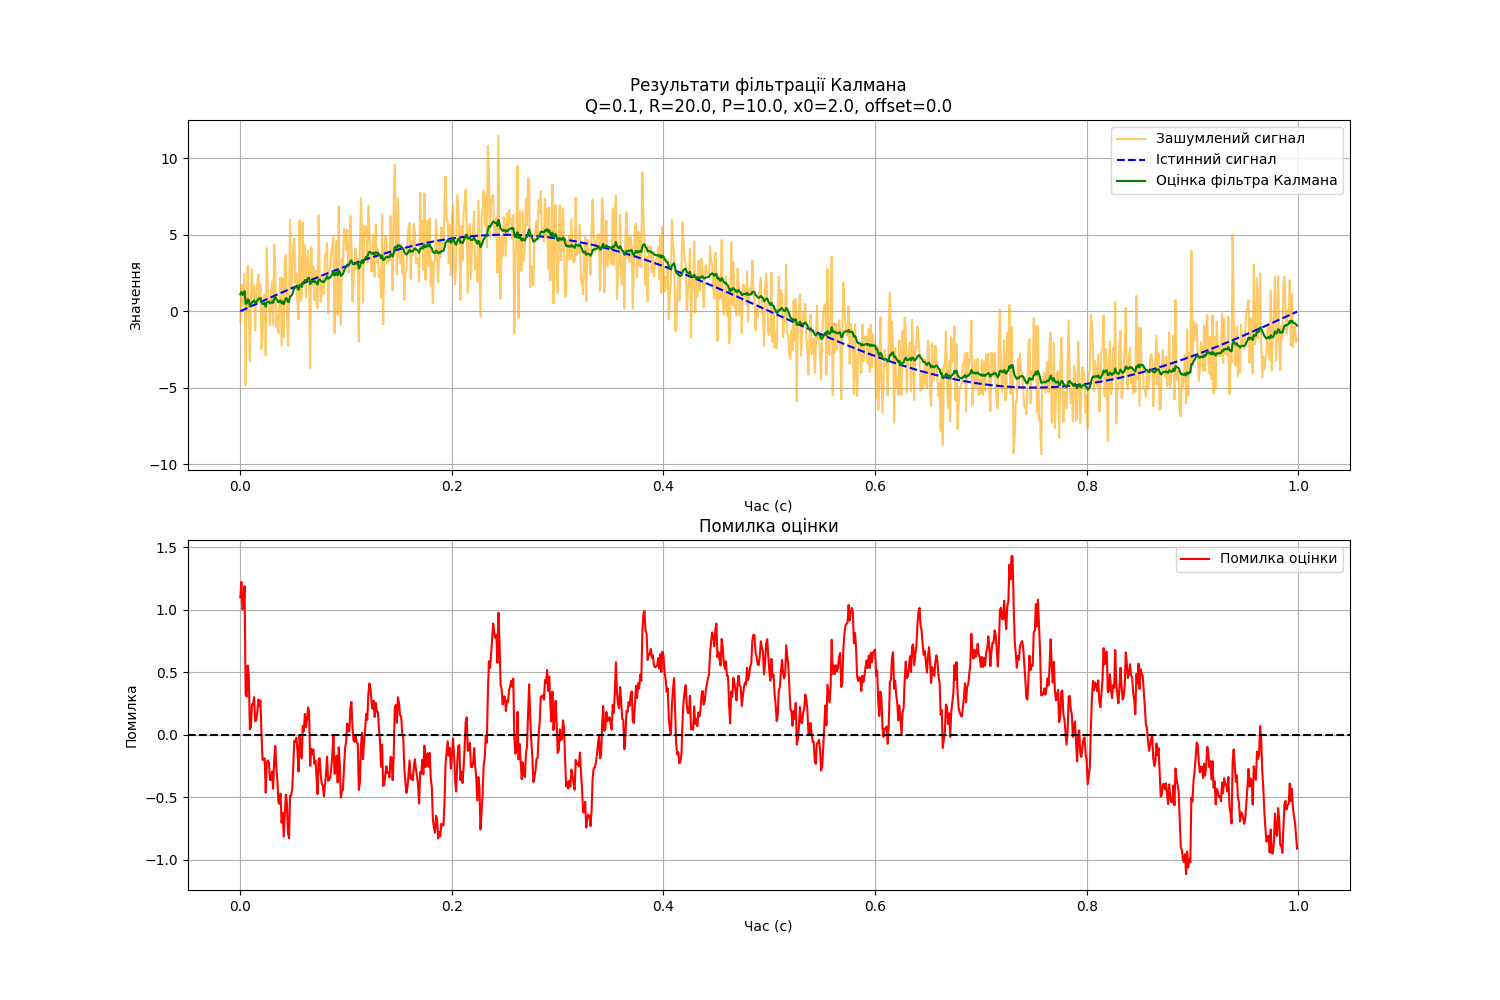 Результати фільтрації Калмана
Q=0.1, R=20.0, P=10.0, x0=2.0, offset=0.0
Зашумлений сигнал
Істинний сигнал
Оцінка фільтра Калмана
Значення
10
5
0
−5
−10
0.0 0.2 0.4 0.6 0.8 1.0
Час (с)
Помилка оцінки
Помилка оцінки
Помилка
1.5
1.0
0.5
0.0
−0.5
−1.0
0.0 0.2 0.4 0.6 0.8 1.0
Час (с)